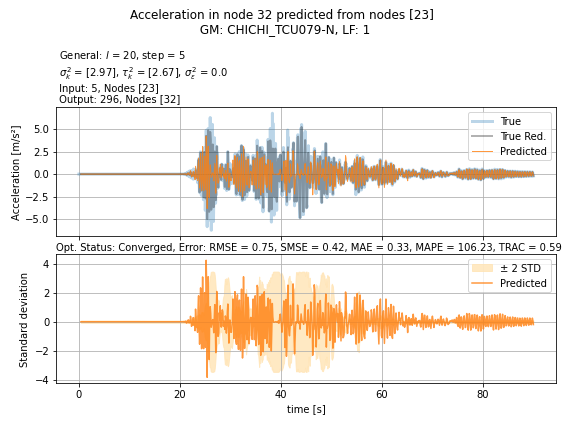 Acceleration in node 32 predicted from nodes [23]
GM: CHICHI_TCU079-N, LF: 1
General: l = 20, step = 5
σ²ₖ = [2.97], τ²ₖ = [2.67], σ²ₑ = 0.0
Input: 5, Nodes [23]
Output: 296, Nodes [32]
Acceleration [m/s²]
5.0
2.5
0.0
−2.5
−5.0
True
True Red.
Predicted
Opt. Status: Converged, Error: RMSE = 0.75, SMSE = 0.42, MAE = 0.33, MAPE = 106.23, TRAC = 0.59
Standard deviation
4
2
0
−2
−4
± 2 STD
Predicted
0 20 40 60 80
time [s]